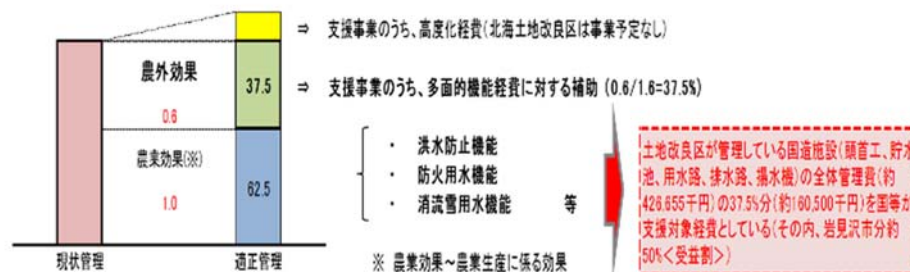 ⇒ 支援事業のうち、高度化経費(北海土地改良区は事業予定なし)
農外効果
0.6
37.5
⇒ 支援事業のうち、多面的機能経費に対する補助 (0.6/1.6=37.5%)
農業効果(※)
1.0
62.5
・ 洪水防止機能
・ 防火用水機能
・ 消流雪用水機能 等
現状管理
適正管理
※ 農業効果~農業生産に係る効果
土地改良区が管理している国造施設(頭首工、貯水
池、用水路、排水路、揚水機)の全体管理費(約
426,655千円)の37.5%分(約160,500千円)を国等が
支援対象経費としている(その内、岩見沢市分約
50%<受益割>)